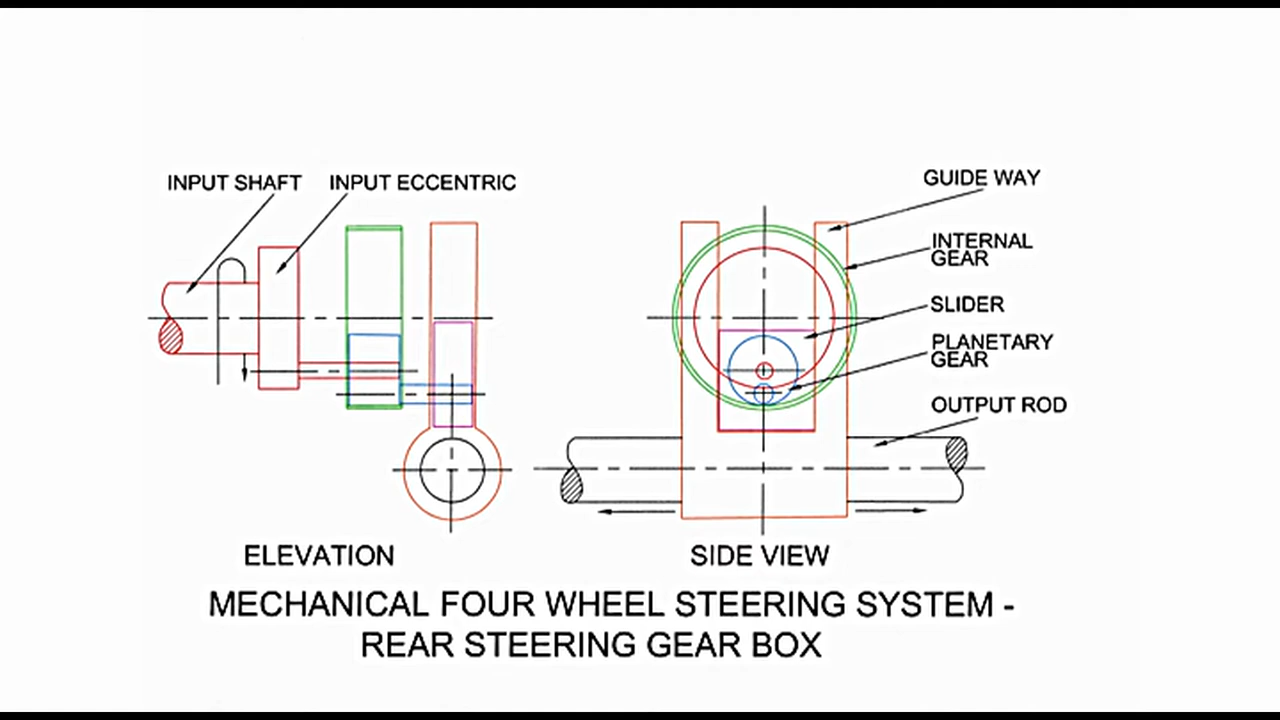 INPUT SHAFT
INPUT ECCENTRIC
GUIDE WAY
INTERNAL
GEAR
SLIDER
PLANETARY
GEAR
OUTPUT ROD
ELEVATION
SIDE VIEW
MECHANICAL FOUR WHEEL STEERING SYSTEM -
REAR STEERING GEAR BOX